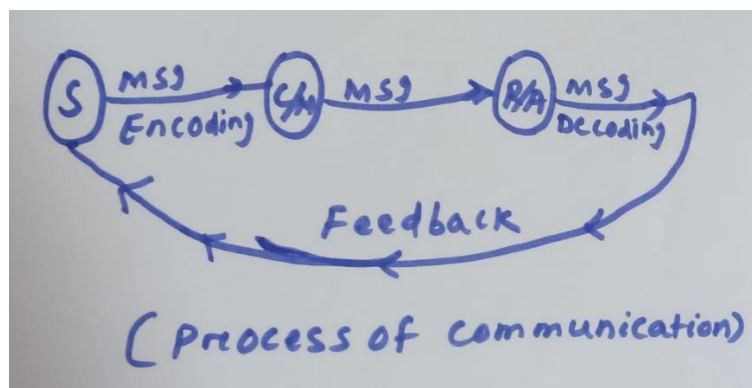 S msg C/M msg R/A msg
Encoding Decoding
Feedback
(Process of communication)